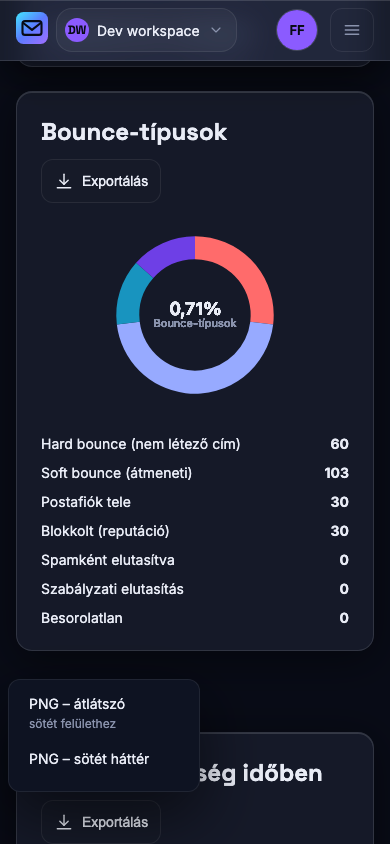 DW Dev workspace
FF
Bounce-típusok
Exportálás
0,71%
Bounce-típusok
Hard bounce (nem létező cím) 60
Soft bounce (átmeneti) 103
Postafiók tele 30
Blokkolt (reputáció) 30
Spamként elutasítva 0
Szabályzati elutasítás 0
Besorolatlan 0
PNG – átlátszó
sötét felülethez
PNG – sötét háttér
ség időben
Exportálás